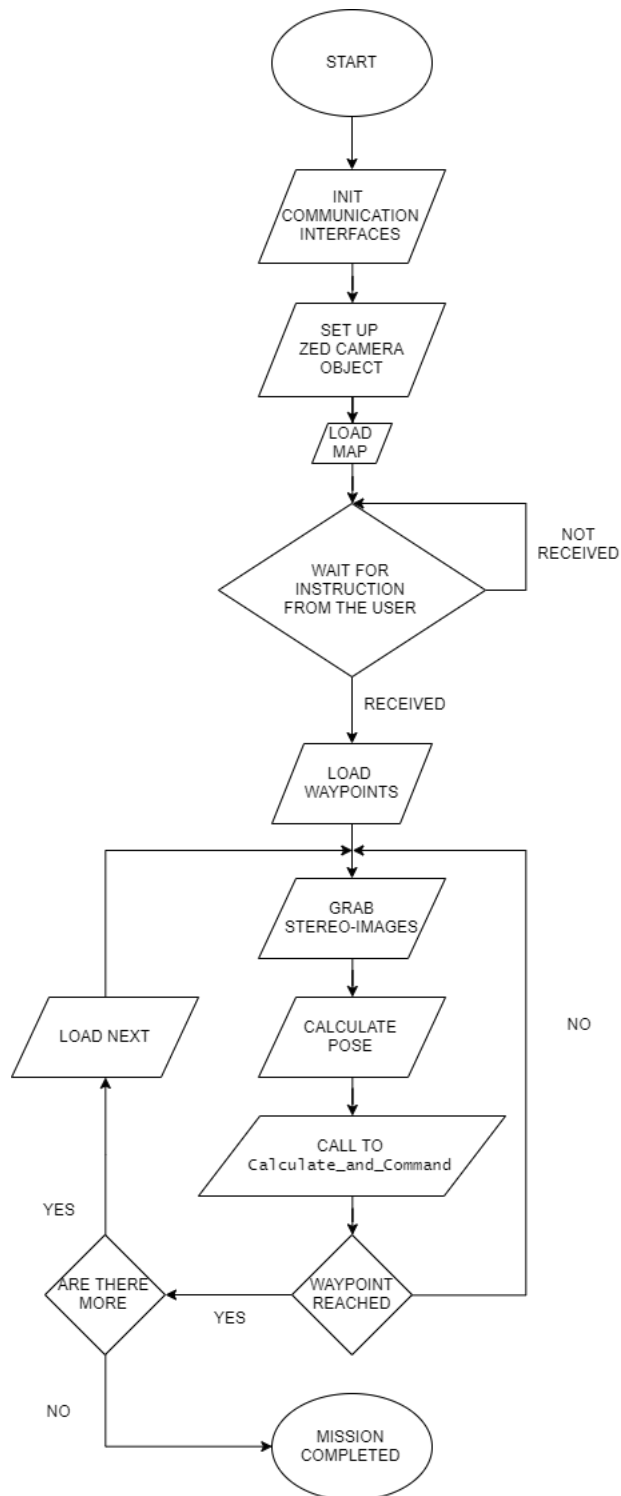 START
INIT
COMMUNICATION
INTERFACES
SET UP
ZED CAMERA
OBJECT
LOAD
MAP
NOT
RECEIVED
WAIT FOR
INSTRUCTION
FROM THE USER
RECEIVED
LOAD
WAYPOINTS
GRAB
STEREO-IMAGES
LOAD NEXT
CALCULATE
POSE
NO
CALL TO
Calculate_and_Command
YES
ARE THERE
MORE
YES
WAYPOINT
REACHED
NO
MISSION
COMPLETED